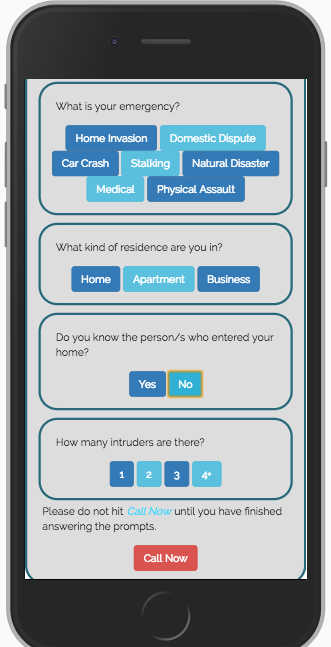 What is your emergency?
Home Invasion Domestic Dispute
Car Crash Stalking Natural Disaster
Medical Physical Assault
What kind of residence are you in?
Home Apartment Business
Do you know the person/s who entered your
home?
Yes No
How many intruders are there?
1 2 3 4+
Please do not hit Call Now until you have finished
answering the prompts.
Call Now